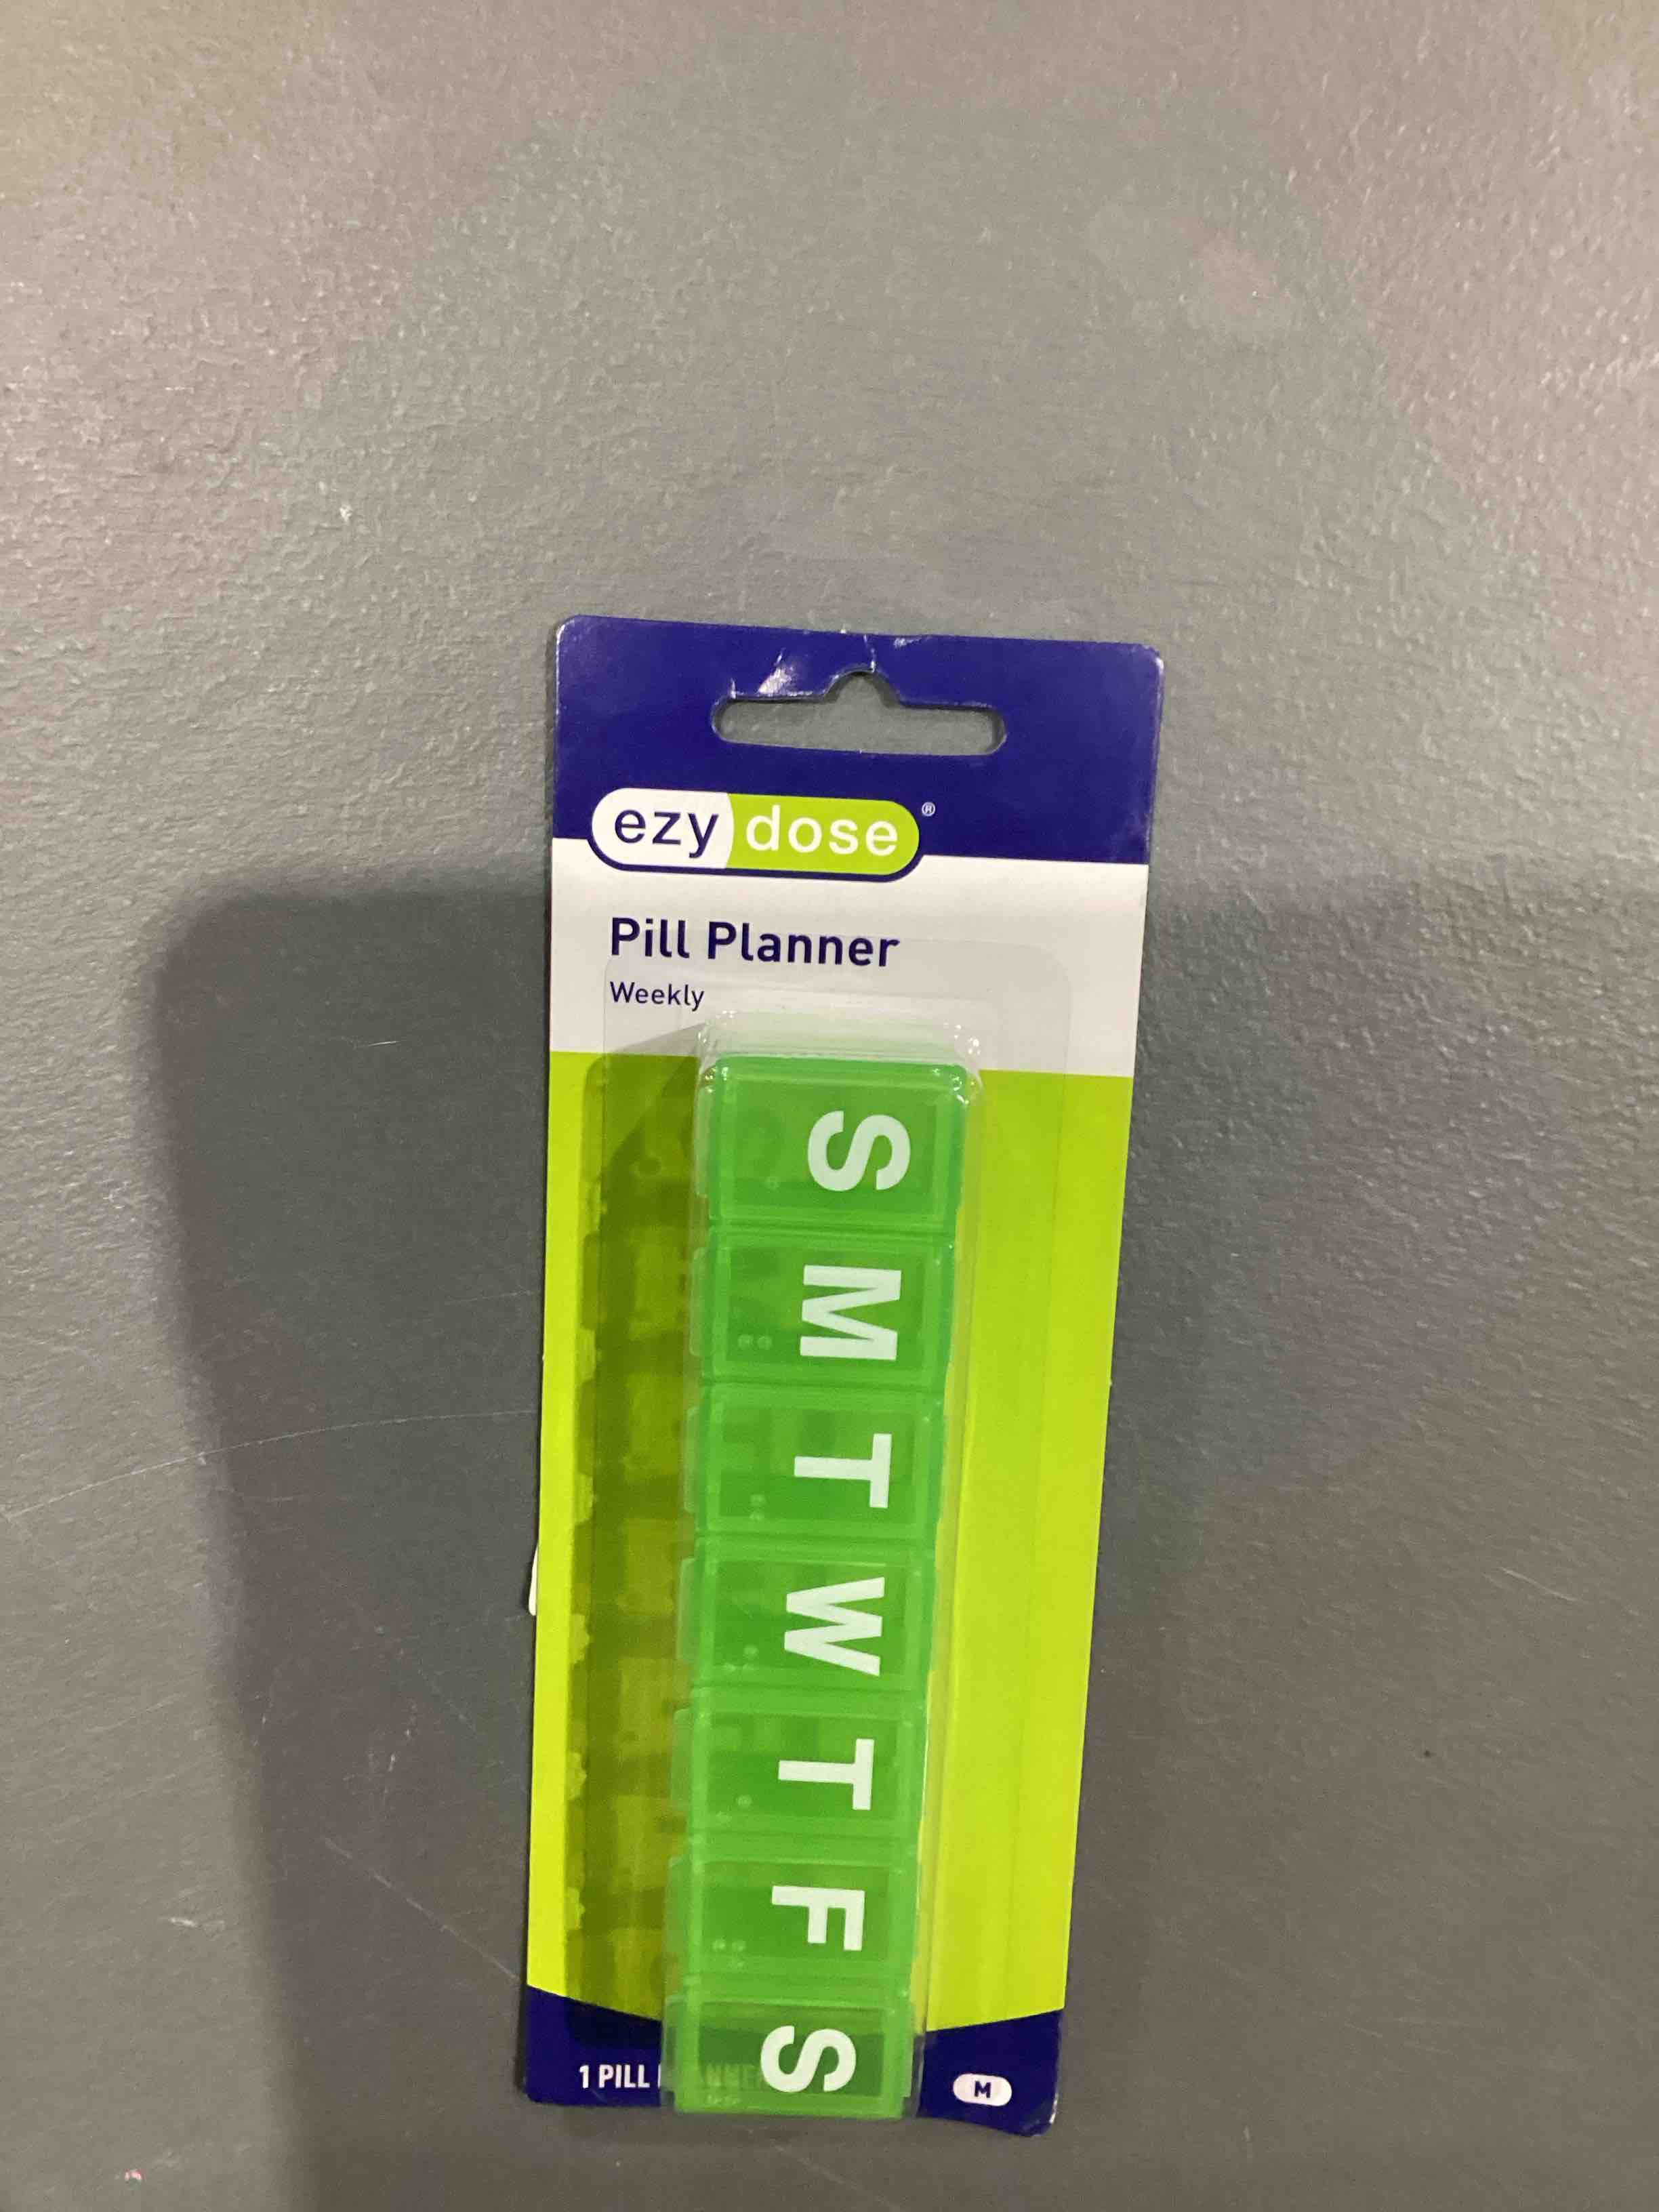 ezy dose®
Pill Planner
Weekly
S
M
T
W
T
F
S
1 PILL
M